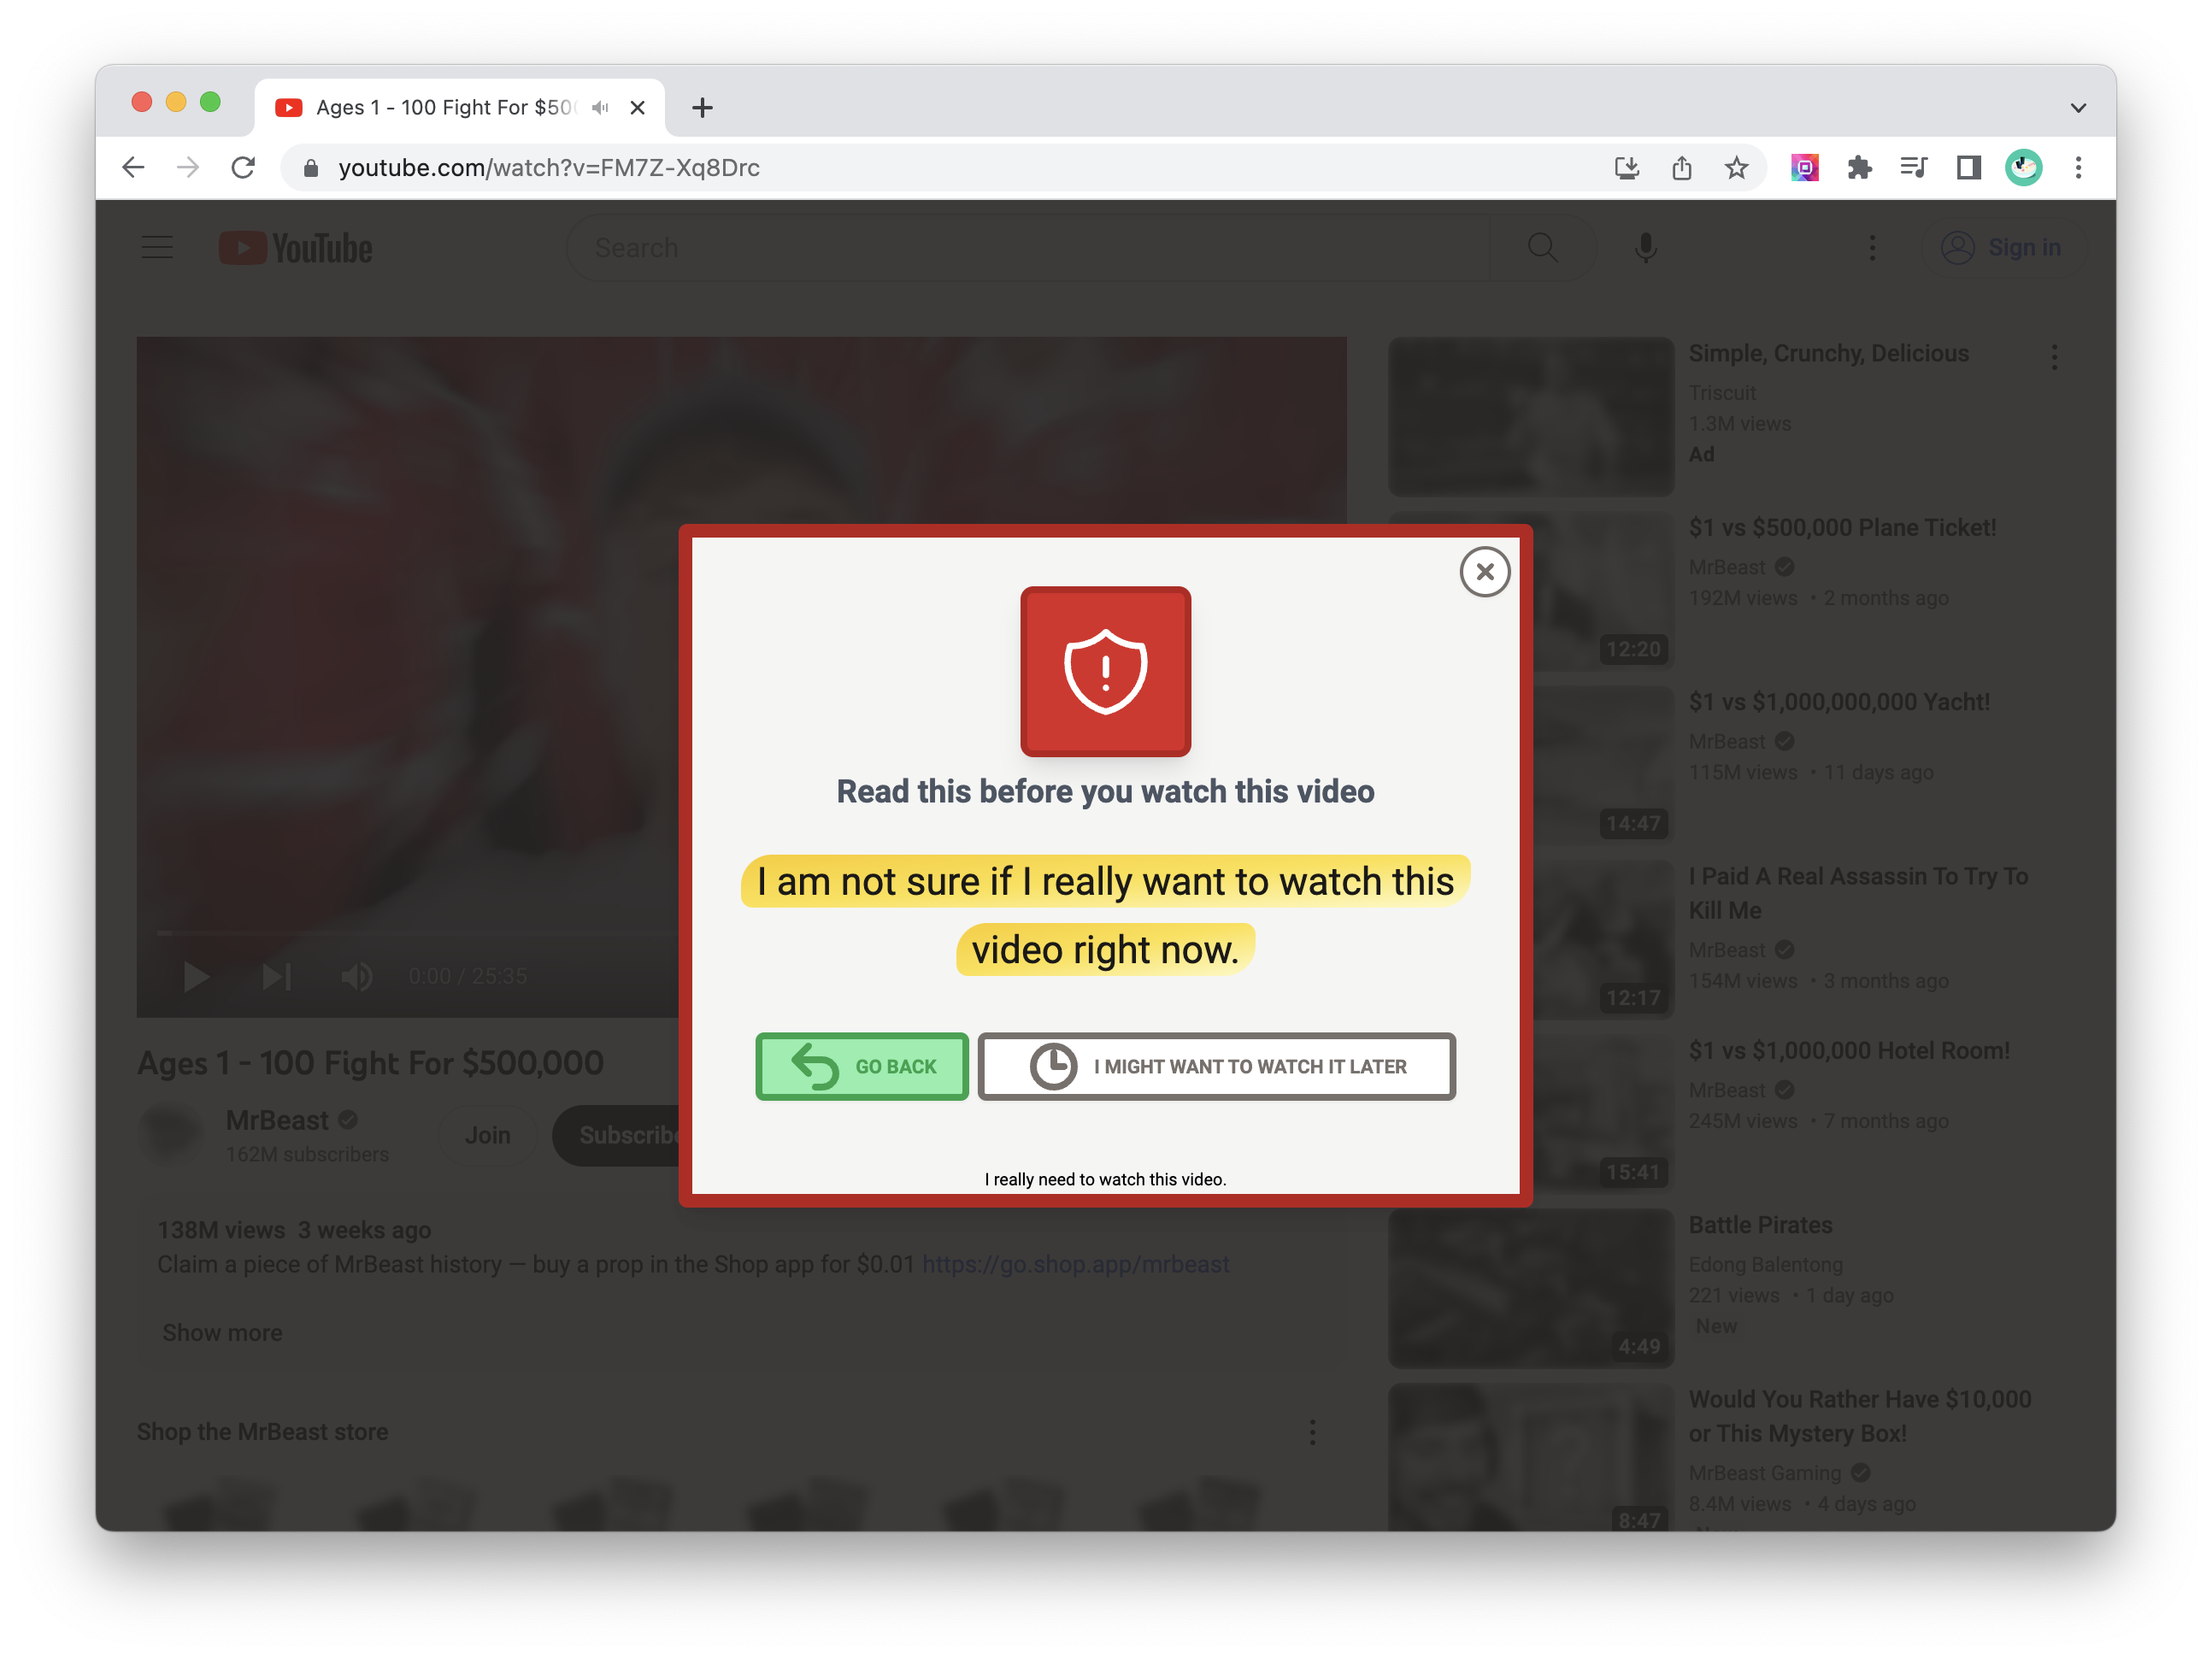 Ages 1 - 100 Fight For $50
youtube.com/watch?v=FM7Z-Xq8Drc
YouTube
Search
Sign in
Read this before you watch this video
I am not sure if I really want to watch this
video right now.
GO BACK
I MIGHT WANT TO WATCH IT LATER
I really need to watch this video.
0:00 / 25:35
Ages 1 - 100 Fight For $500,000
MrBeast
162M subscribers
Join
Subscribe
138M views 3 weeks ago
Claim a piece of MrBeast history — buy a prop in the Shop app for $0.01 https://go.shop.app/mrbeast
Show more
Shop the MrBeast store
Simple, Crunchy, Delicious
Triscuit
1.3M views
Ad
$1 vs $500,000 Plane Ticket!
MrBeast
192M views • 2 months ago
12:20
$1 vs $1,000,000,000 Yacht!
MrBeast
115M views • 11 days ago
14:47
I Paid A Real Assassin To Try To
Kill Me
MrBeast
154M views • 3 months ago
12:17
$1 vs $1,000,000 Hotel Room!
MrBeast
245M views • 7 months ago
15:41
Battle Pirates
Edong Balentong
221 views • 1 day ago
New
4:49
Would You Rather Have $10,000
or This Mystery Box!
MrBeast Gaming
8.4M views • 4 days ago
8:47